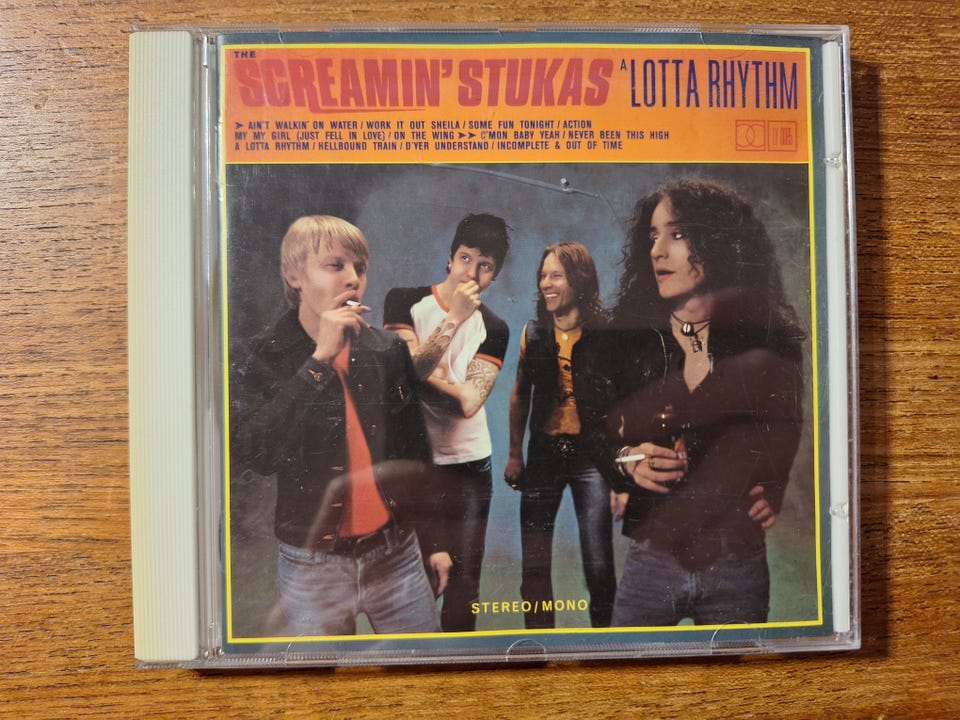 THE
SCREAMIN' STUKAS
A LOTTA RHYTHM
➤ AIN'T WALKIN' ON WATER / WORK IT OUT SHEILA / SOME FUN TONIGHT / ACTION
MY MY GIRL (JUST FELL IN LOVE) / ON THE WING ➤➤ C'MON BABY YEAH / NEVER BEEN THIS HIGH
A LOTTA RHYTHM / HELLBOUND TRAIN / D'YER UNDERSTAND / INCOMPLETE & OUT OF TIME
STEREO/MONO